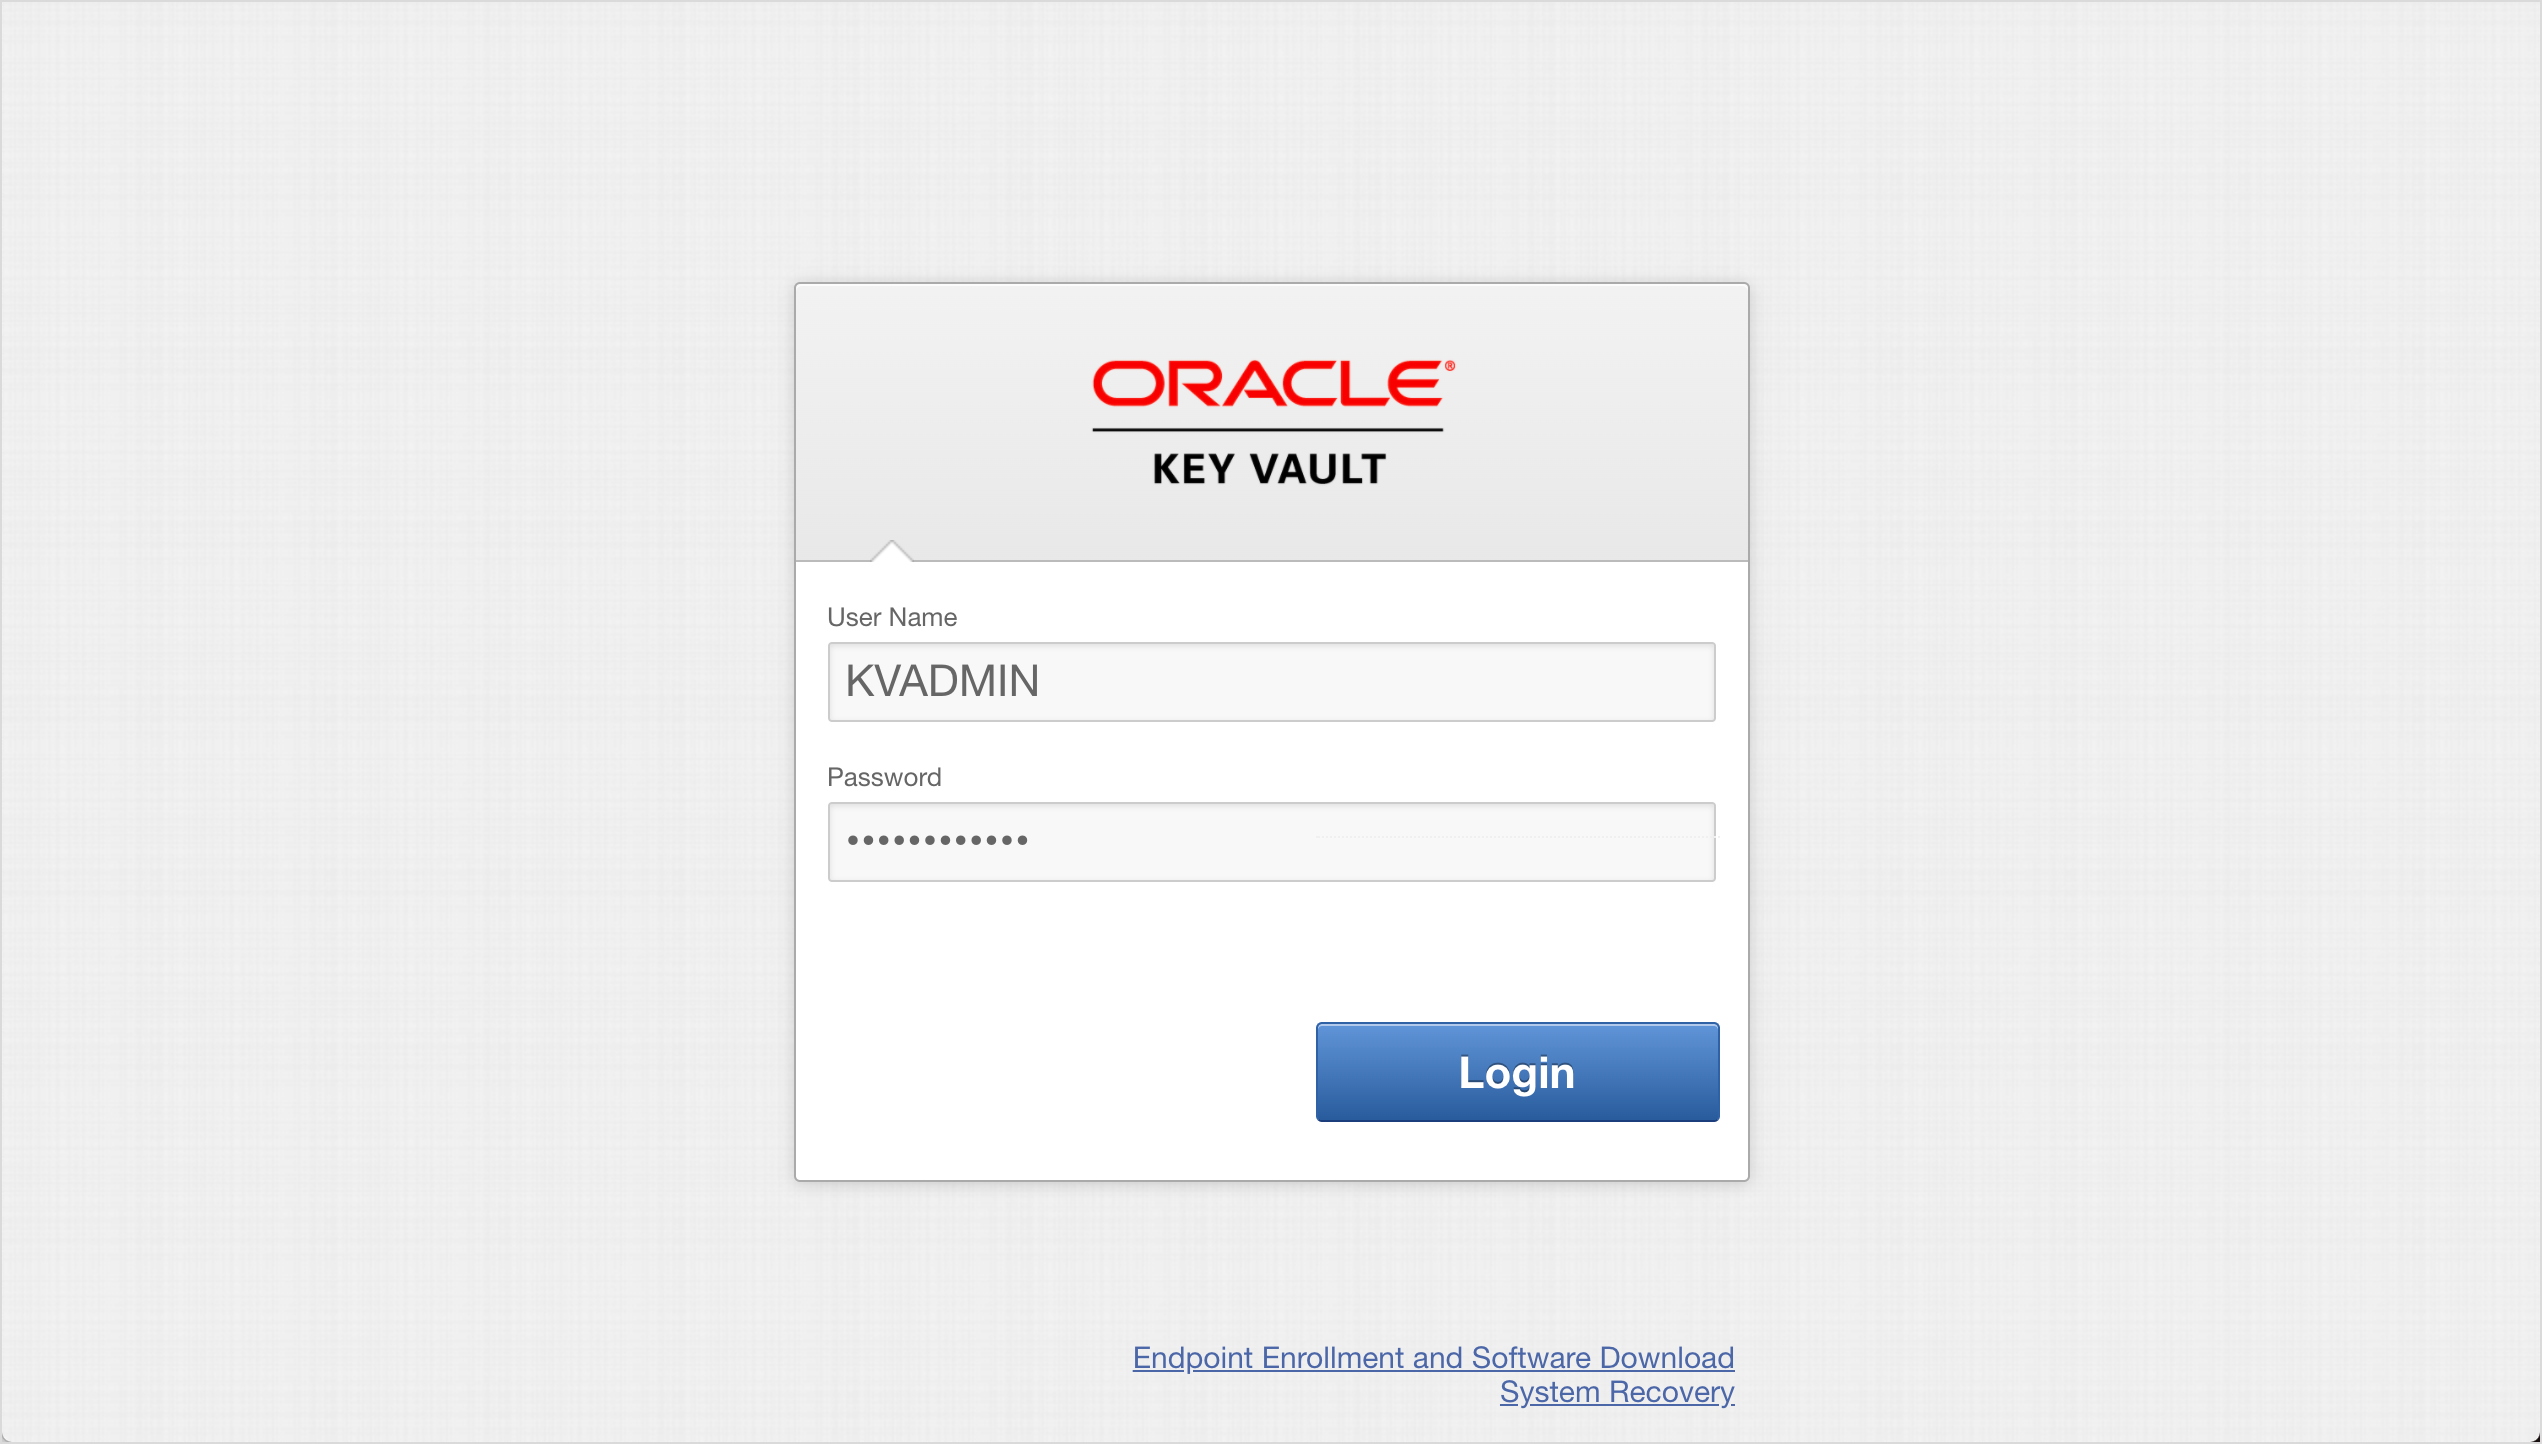 ORACLE®
KEY VAULT
User Name
KVADMIN
Password
••••••••••••
Login
Endpoint Enrollment and Software Download
System Recovery